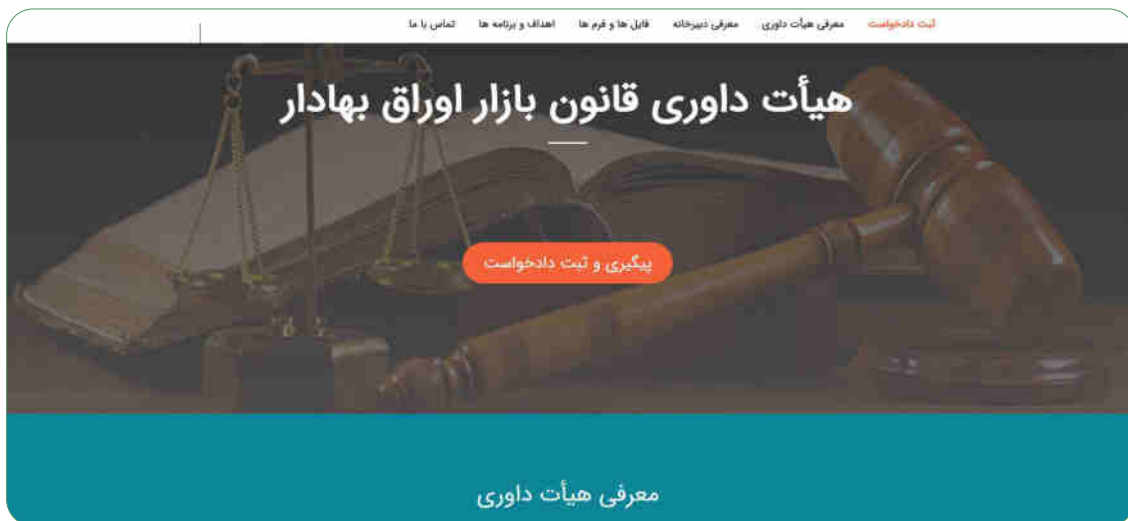 ثبت دادخواست معرفی هیأت داوری معرفی دبیرخانه فایل ها و فرم ها اهداف و برنامه ها تماس با ما
هیأت داوری قانون بازار اوراق بهادار
پیگیری و ثبت دادخواست
معرفی هیأت داوری